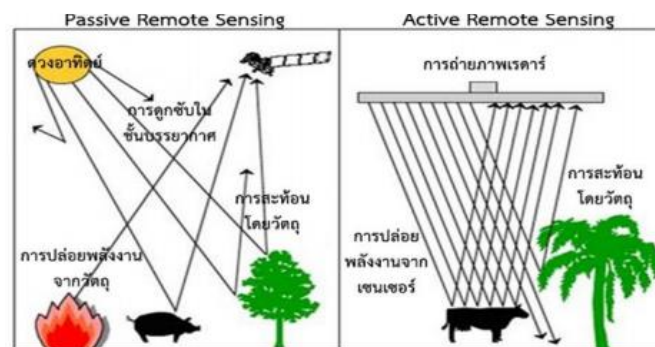 Passive Remote Sensing
Active Remote Sensing
ดวงอาทิตย์
การดูกซับใน
ชั้นบรรยากาศ
การสะท้อน
โดยวัตถุ
การปล่อยพลังงาน
จากวัตถุ
การถ่ายภาพเรดาร์
การสะท้อน
โดยวัตถุ
การปล่อย
พลังงานจาก
เซนเซอร์